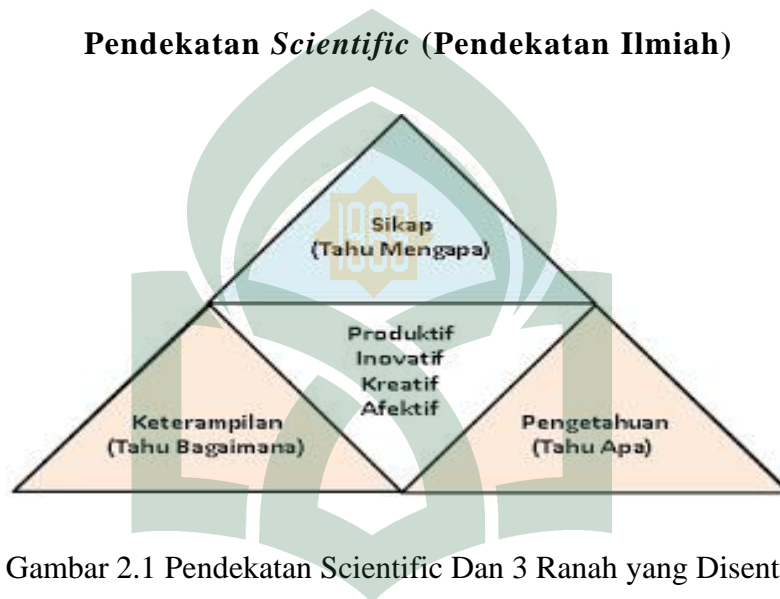 Pendekatan Scientific (Pendekatan Ilmiah)
Sikap
(Tahu Mengapa)
Produktif
Inovatif
Kreatif
Afektif
Keterampilan
(Tahu Bagaimana)
Pengetahuan
(Tahu Apa)
Gambar 2.1 Pendekatan Scientific Dan 3 Ranah yang Disent